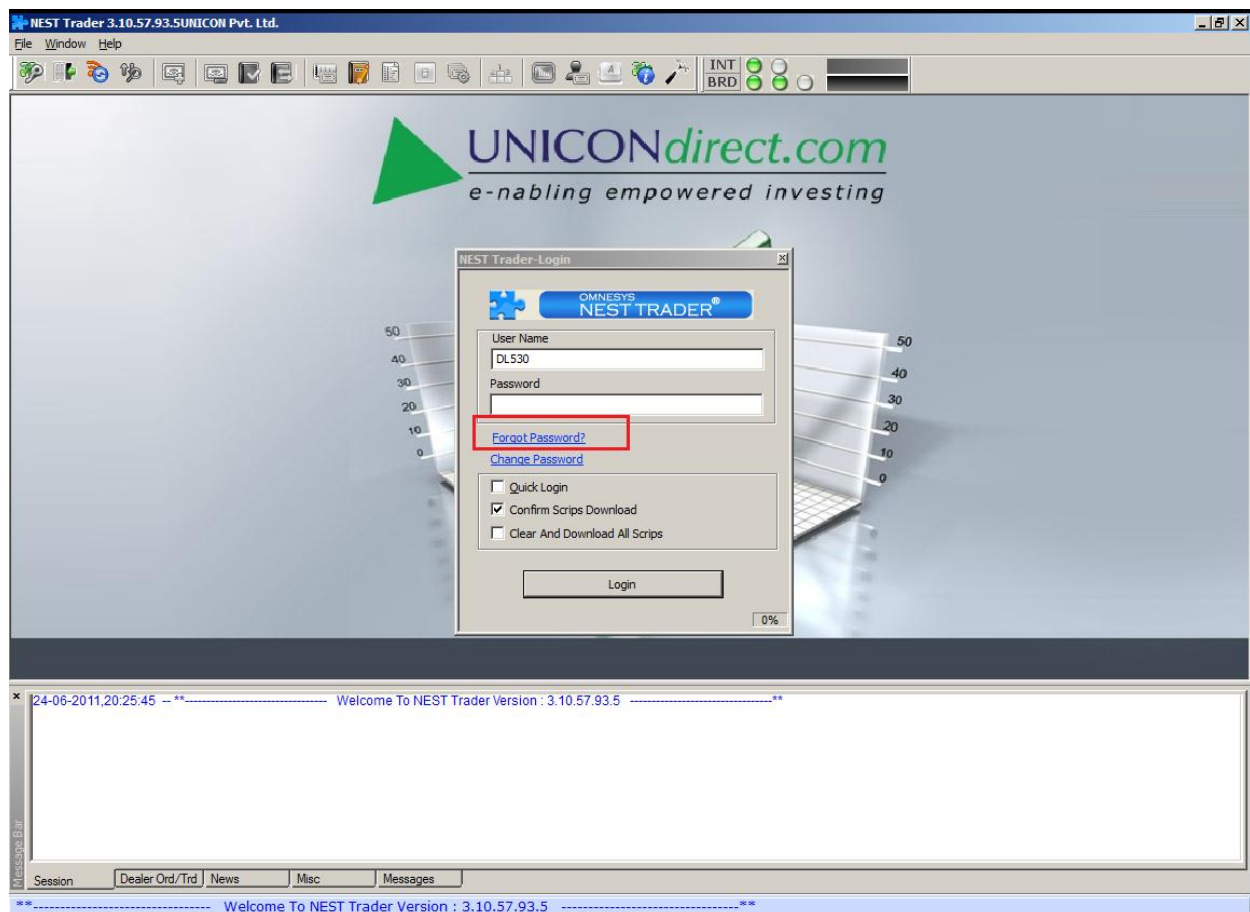 NEST Trader 3.10.57.93.5UNICON Pvt. Ltd.
File Window Help
INT
BRD
UNICONdirect.com
e-nabling empowered investing
NEST Trader-Login
OMNESYS
NEST TRADER®
User Name
DL530
Password
Forgot Password?
Change Password
Quick Login
Confirm Scrips Download
Clear And Download All Scrips
Login
0%
50
40
30
20
10
0
50
40
30
20
10
0
24-06-2011,20:25:45 -- **---------------------------------- Welcome To NEST Trader Version : 3.10.57.93.5 ----------------------------------**
Message Bar
Session Dealer Ord/Trd News Misc Messages
**---------------------------------- Welcome To NEST Trader Version : 3.10.57.93.5 ----------------------------------**